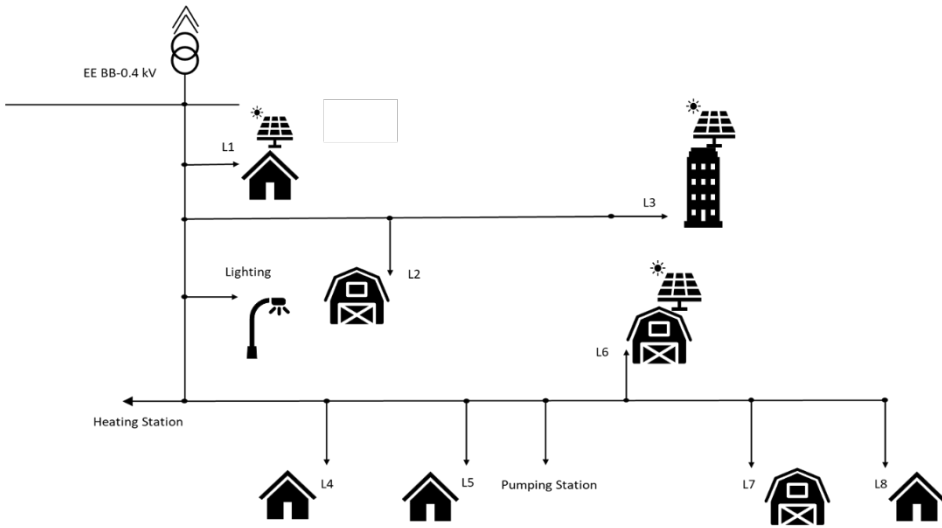 EE BB-0.4 kV
L1
L3
Lighting
L2
L6
Heating Station
L4
L5
Pumping Station
L7
L8